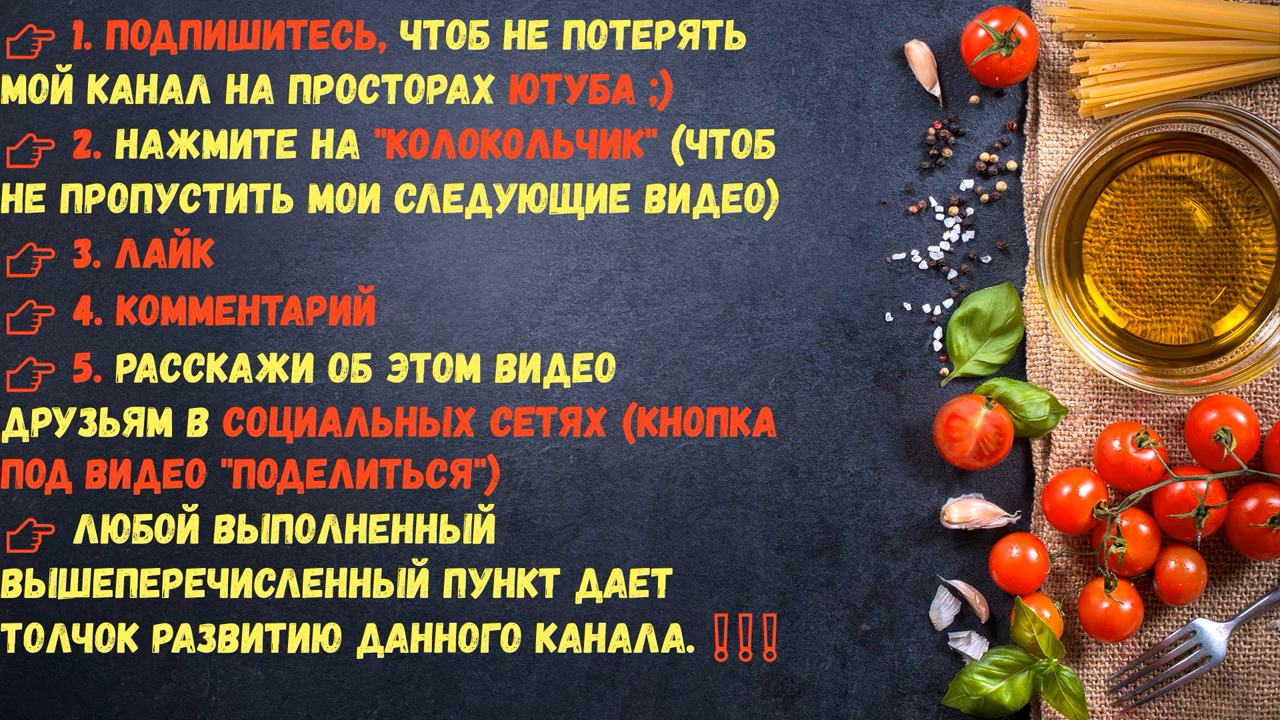 👉 1. ПОДПИШИТЕСЬ, ЧТОБ НЕ ПОТЕРЯТЬ
МОЙ КАНАЛ НА ПРОСТОРАХ ЮТУБА ;)
👉 2. НАЖМИТЕ НА "КОЛОКОЛЬЧИК" (ЧТОБ
НЕ ПРОПУСТИТЬ МОИ СЛЕДУЮЩИЕ ВИДЕО)
👉 3. ЛАЙК
👉 4. КОММЕНТАРИЙ
👉 5. РАССКАЖИ ОБ ЭТОМ ВИДЕО
ДРУЗЬЯМ В СОЦИАЛЬНЫХ СЕТЯХ (КНОПКА
ПОД ВИДЕО "ПОДЕЛИТЬСЯ")
👉 ЛЮБОЙ ВЫПОЛНЕННЫЙ
ВЫШЕПЕРЕЧИСЛЕННЫЙ ПУНКТ ДАЕТ
ТОЛЧОК РАЗВИТИЮ ДАННОГО КАНАЛА. !!!